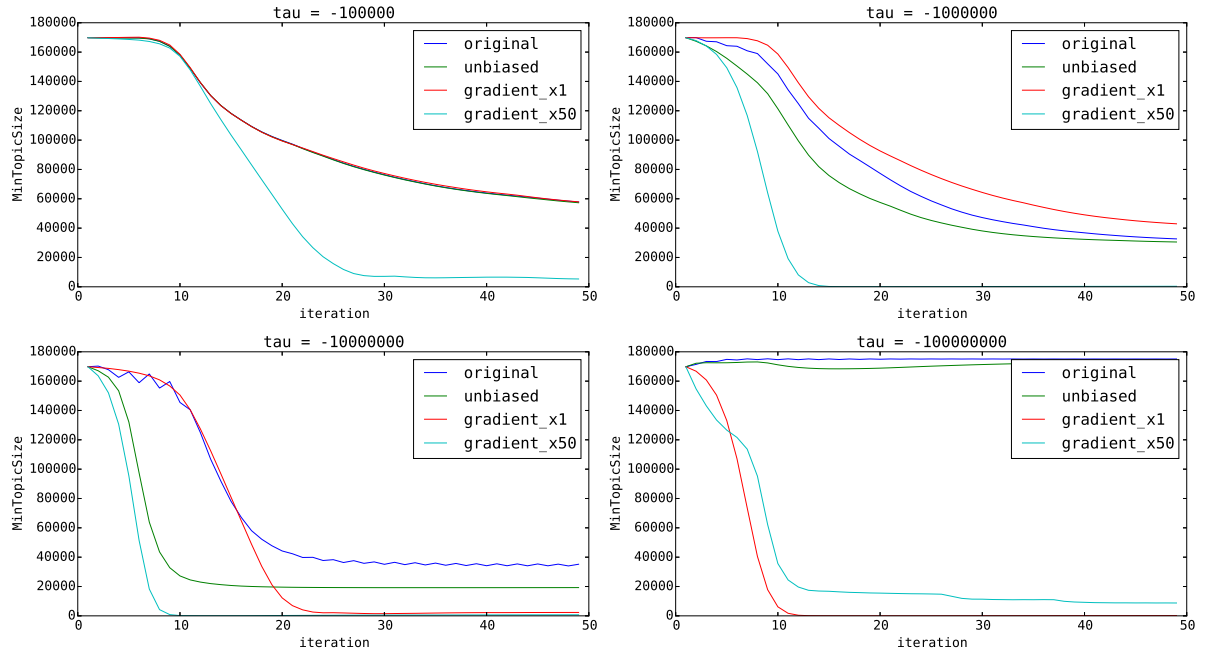 tau = -100000
180000
160000
140000
120000
100000
80000
60000
40000
20000
0
MinTopicSize
original
unbiased
gradient_x1
gradient_x50
0 10 20 30 40 50
iteration
tau = -1000000
180000
160000
140000
120000
100000
80000
60000
40000
20000
0
MinTopicSize
original
unbiased
gradient_x1
gradient_x50
0 10 20 30 40 50
iteration
tau = -10000000
180000
160000
140000
120000
100000
80000
60000
40000
20000
0
MinTopicSize
original
unbiased
gradient_x1
gradient_x50
0 10 20 30 40 50
iteration
tau = -100000000
180000
160000
140000
120000
100000
80000
60000
40000
20000
0
MinTopicSize
original
unbiased
gradient_x1
gradient_x50
0 10 20 30 40 50
iteration